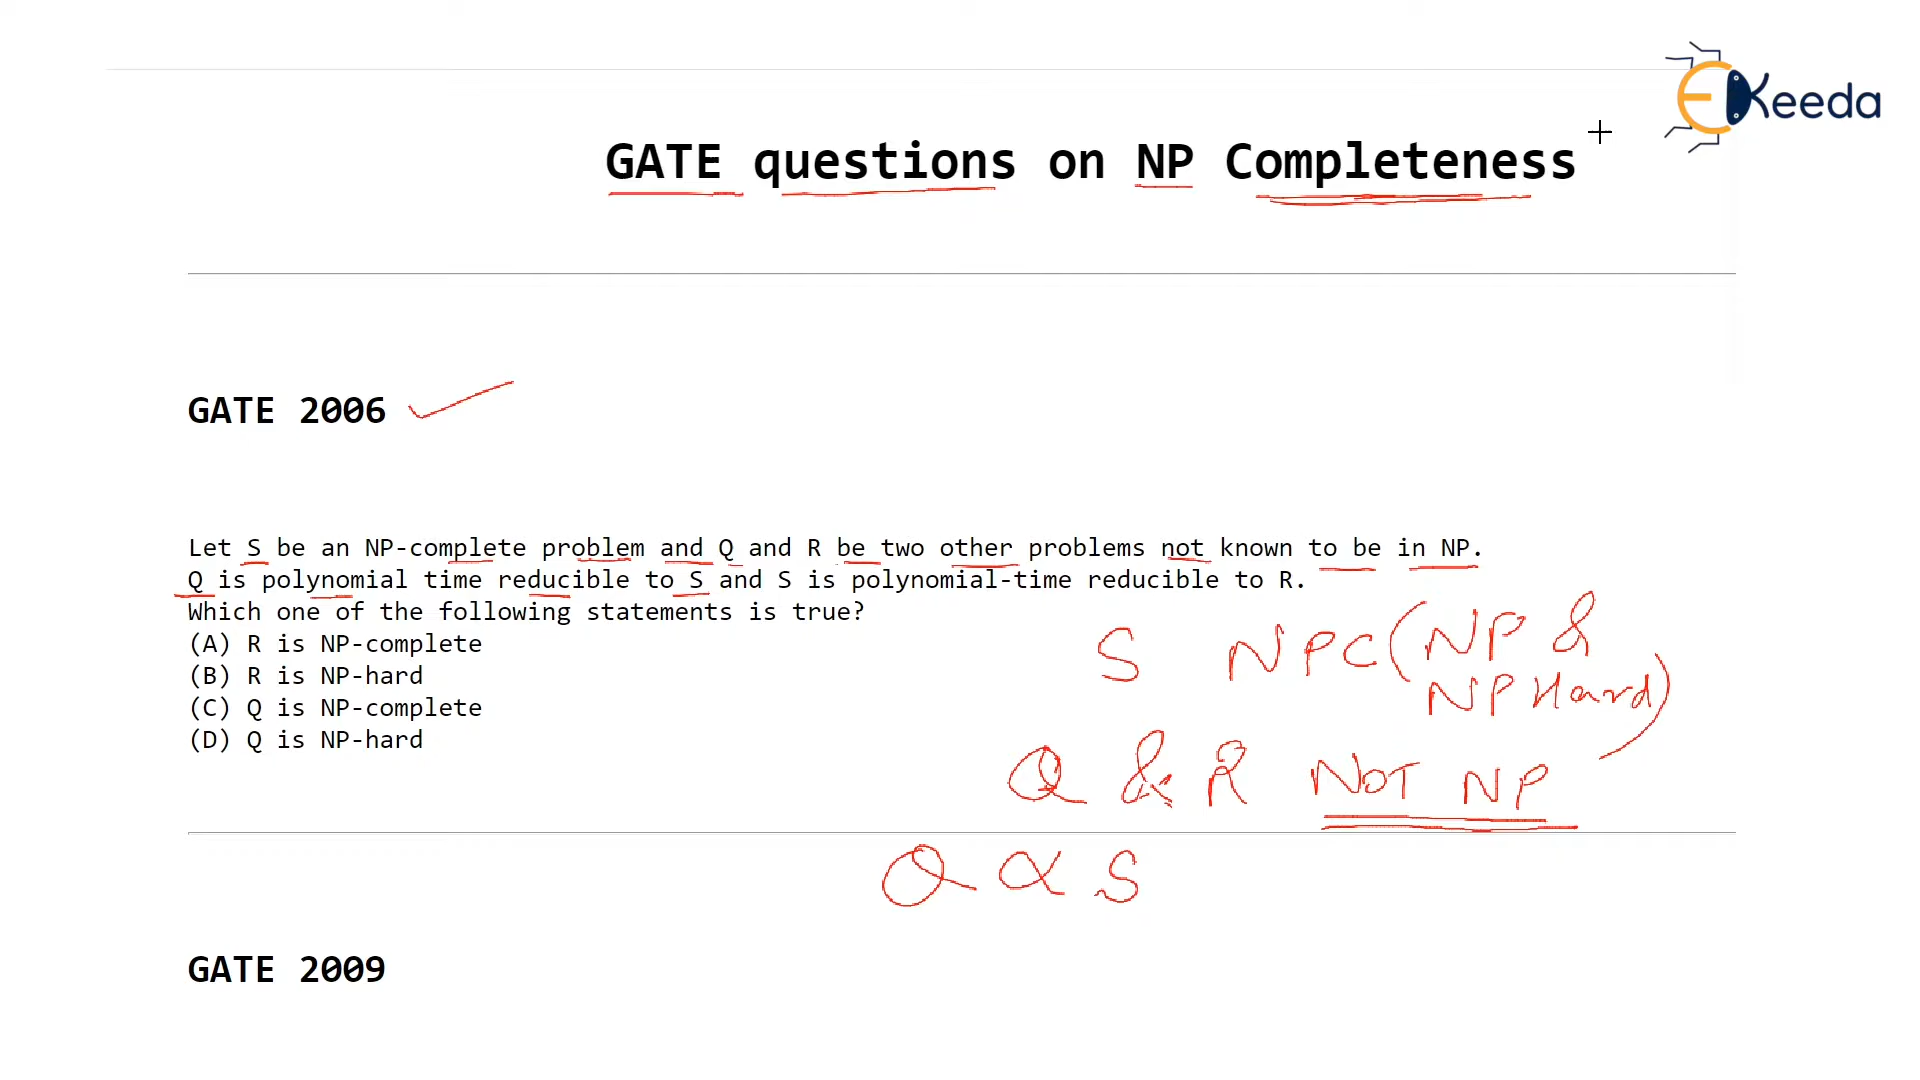 EKeeda
GATE questions on NP Completeness
GATE 2006
Let S be an NP-complete problem and Q and R be two other problems not known to be in NP.
Q is polynomial time reducible to S and S is polynomial-time reducible to R.
Which one of the following statements is true?
(A) R is NP-complete
(B) R is NP-hard
(C) Q is NP-complete
(D) Q is NP-hard
S NPC (NP &
NP Hard)
Q & R NOT NP
Q α S
GATE 2009